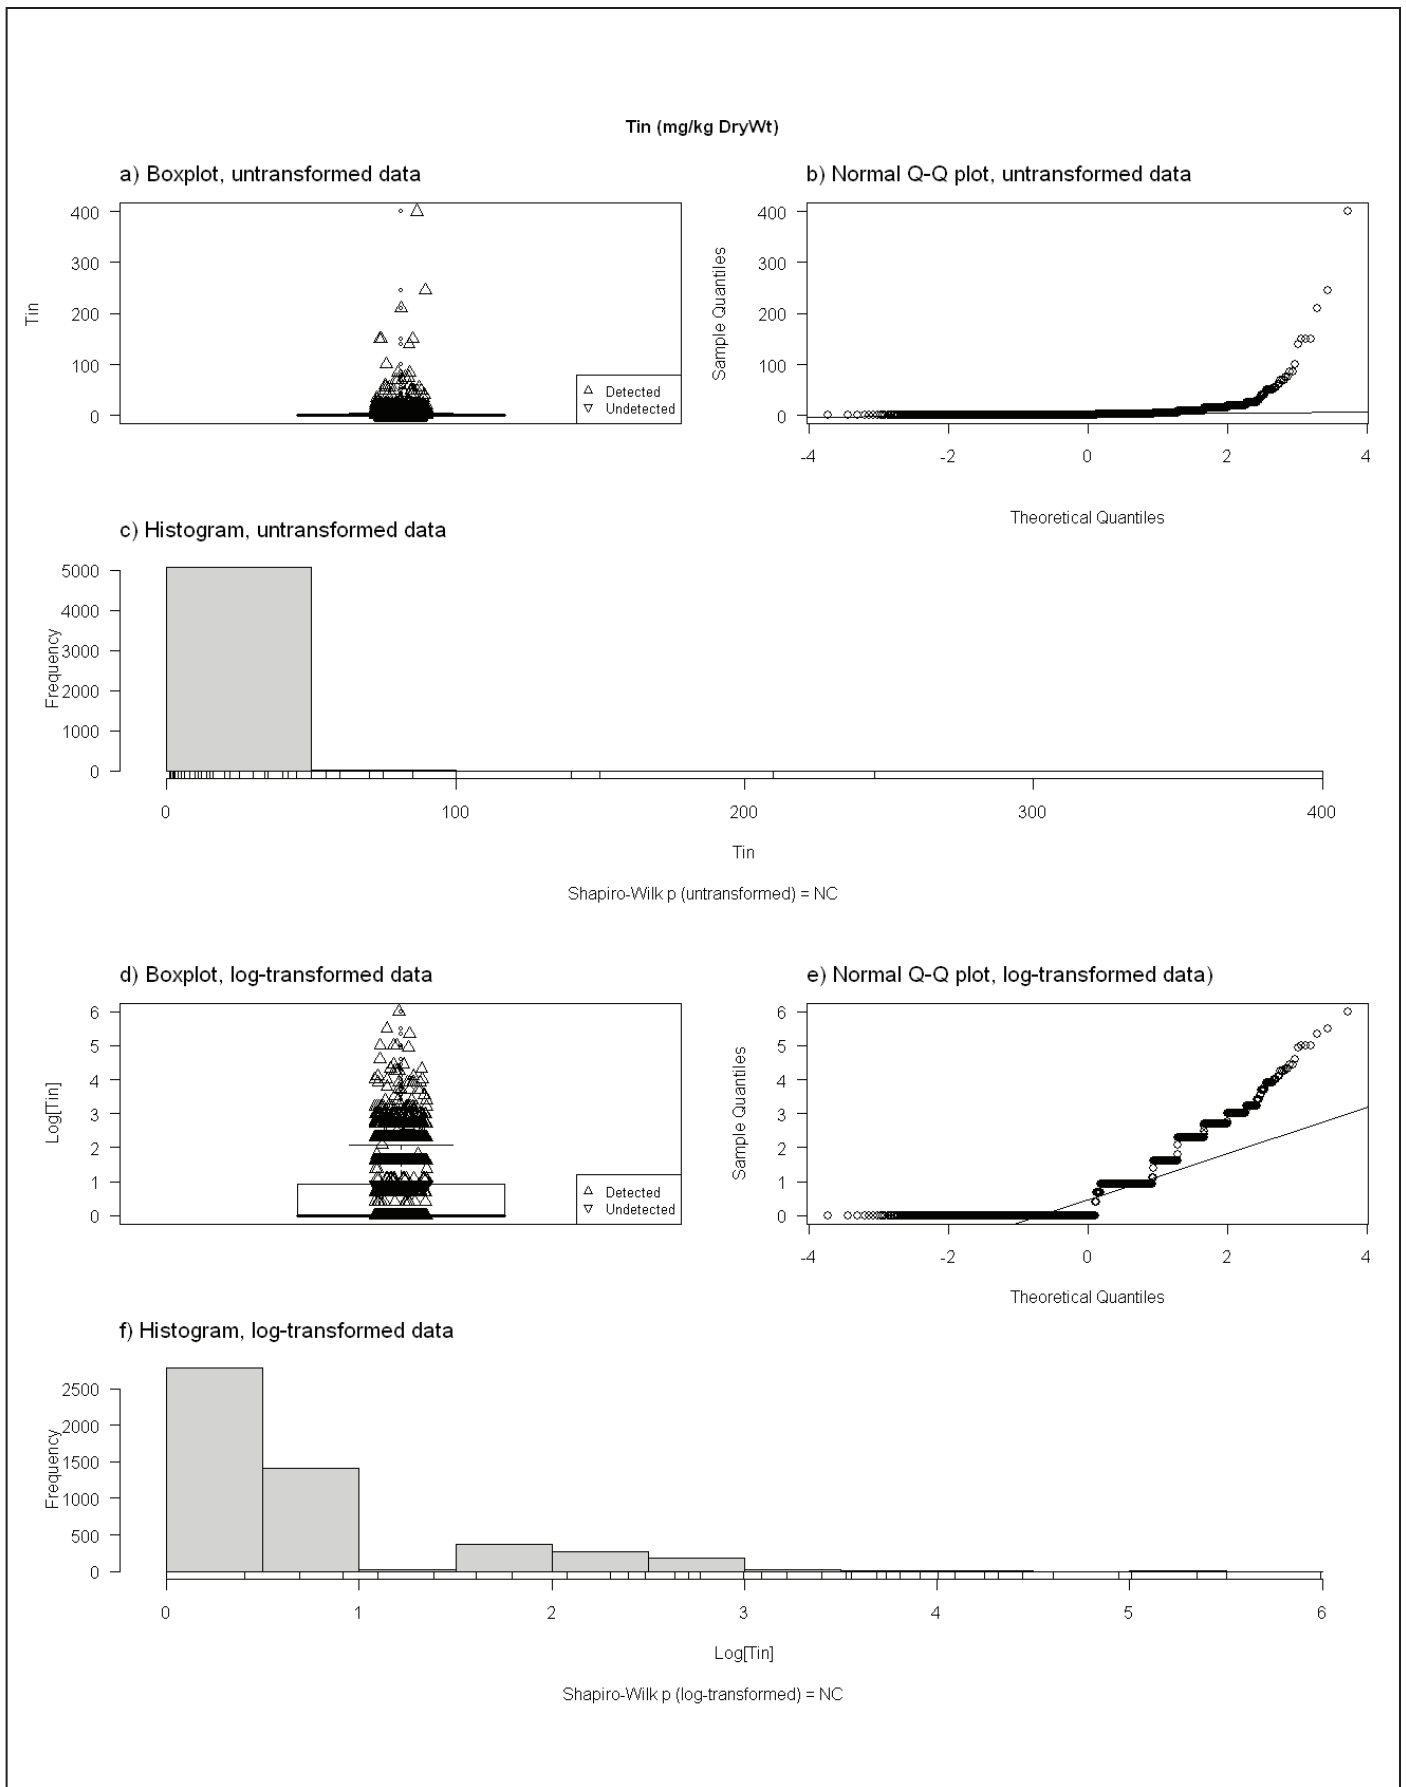 Tin (mg/kg DryWt)
a) Boxplot, untransformed data
Tin
400
300
200
100
0
Detected
Undetected
b) Normal Q-Q plot, untransformed data
Sample Quantiles
400
300
200
100
0
-4 -2 0 2 4
Theoretical Quantiles
c) Histogram, untransformed data
Frequency
5000
4000
3000
2000
1000
0
0 100 200 300 400
Tin
Shapiro-Wilk p (untransformed) = NC
d) Boxplot, log-transformed data
Log[Tin]
6
5
4
3
2
1
0
Detected
Undetected
e) Normal Q-Q plot, log-transformed data)
Sample Quantiles
6
5
4
3
2
1
0
-4 -2 0 2 4
Theoretical Quantiles
f) Histogram, log-transformed data
Frequency
2500
2000
1500
1000
500
0
0 1 2 3 4 5 6
Log[Tin]
Shapiro-Wilk p (log-transformed) = NC